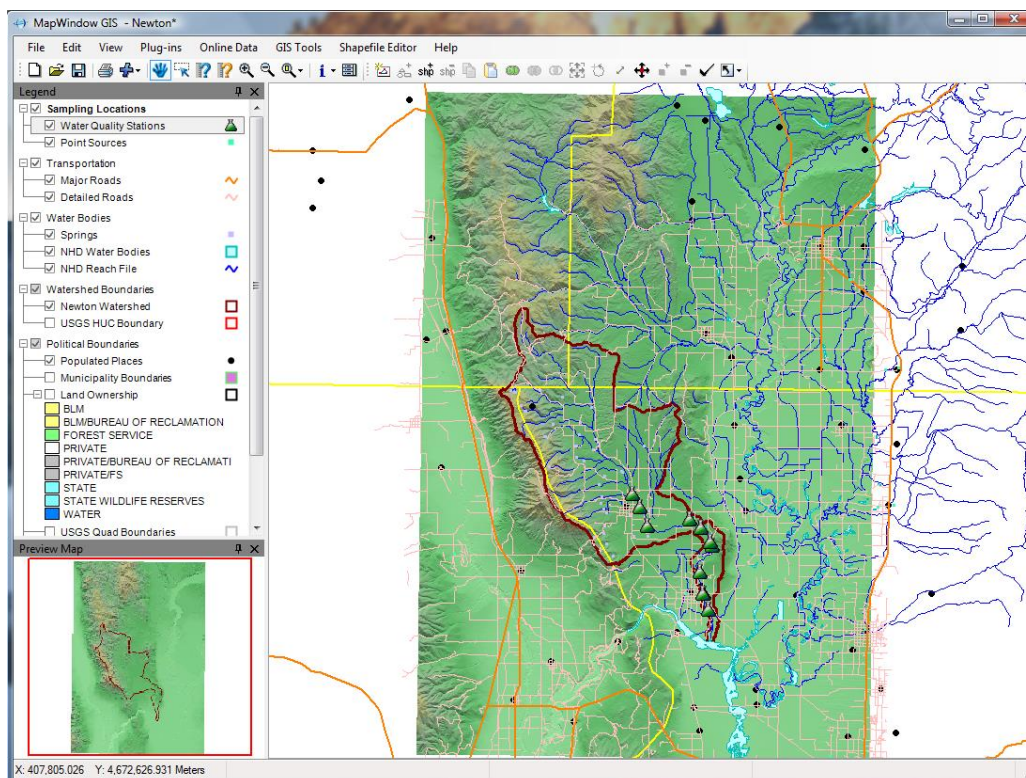 MapWindow GIS - Newton*
File Edit View Plug-ins Online Data GIS Tools Shapefile Editor Help
shp shp
Legend
Sampling Locations
Water Quality Stations
Point Sources
Transportation
Major Roads
Detailed Roads
Water Bodies
Springs
NHD Water Bodies
NHD Reach File
Watershed Boundaries
Newton Watershed
USGS HUC Boundary
Political Boundaries
Populated Places
Municipality Boundaries
Land Ownership
BLM
BLM/BUREAU OF RECLAMATION
FOREST SERVICE
PRIVATE
PRIVATE/BUREAU OF RECLAMATI
PRIVATE/FS
STATE
STATE WILDLIFE RESERVES
WATER
USGS Quad Boundaries
Preview Map
X: 407,805.026 Y: 4,672,626.931 Meters